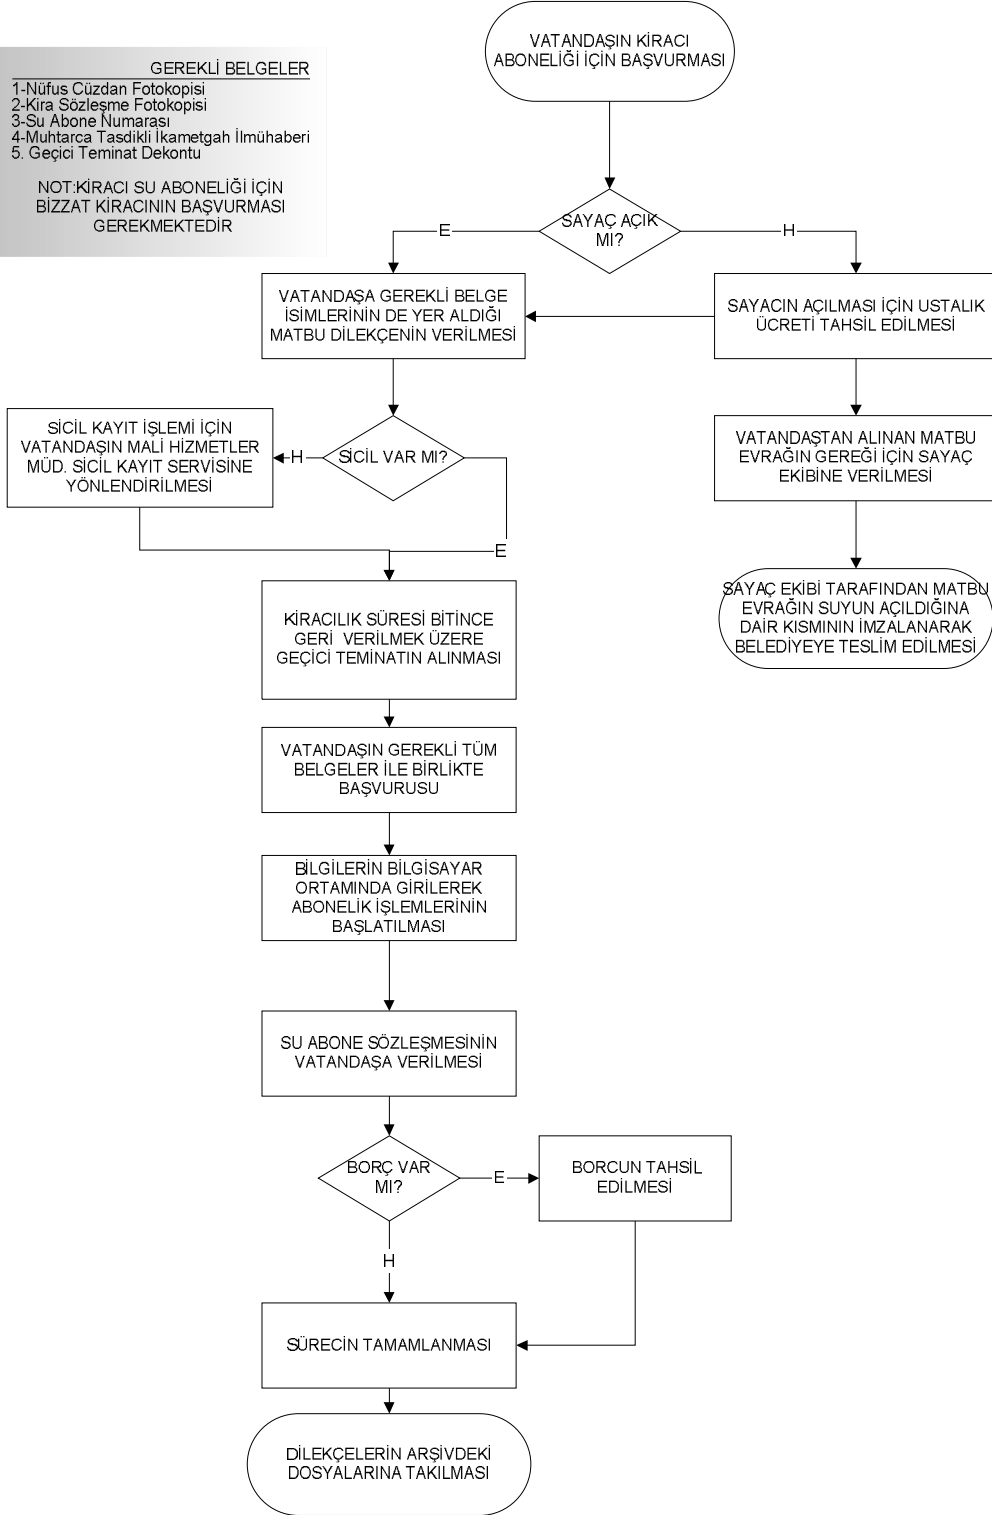 VATANDAŞIN KİRACI
ABONELİĞİ İÇİN BAŞVURMASI
GEREKLİ BELGELER
1-Nüfus Cüzdan Fotokopisi
2-Kira Sözleşme Fotokopisi
3-Su Abone Numarası
4-Muhtarca Tasdikli İkametgah İlmühaberi
5. Geçici Teminat Dekontu
NOT:KİRACI SU ABONELİĞİ İÇİN
BİZZAT KİRACININ BAŞVURMASI
GEREKMEKTEDİR
SAYAÇ AÇIK
MI?
E
H
VATANDAŞA GEREKLİ BELGE
İSİMLERİNİN DE YER ALDIĞI
MATBU DİLEKÇENİN VERİLMESİ
SAYACIN AÇILMASI İÇİN USTALIK
ÜCRETİ TAHSİL EDİLMESİ
SİCİL KAYIT İŞLEMİ İÇİN
VATANDAŞIN MALİ HİZMETLER
MÜD. SİCİL KAYIT SERVİSİNE
YÖNLENDİRİLMESİ
H
SİCİL VAR MI?
E
VATANDAŞTAN ALINAN MATBU
EVRAĞIN GEREĞİ İÇİN SAYAÇ
EKİBİNE VERİLMESİ
SAYAÇ EKİBİ TARAFINDAN MATBU
EVRAĞIN SUYUN AÇILDIĞINA
DAİR KISMININ İMZALANARAK
BELEDİYEYE TESLİM EDİLMESİ
KİRACILIK SÜRESİ BİTİNCE
GERİ VERİLMEK ÜZERE
GEÇİCİ TEMİNATIN ALINMASI
VATANDAŞIN GEREKLİ TÜM
BELGELER İLE BİRLİKTE
BAŞVURUSU
BİLGİLERİN BİLGİSAYAR
ORTAMINDA GİRİLEREK
ABONELİK İŞLEMLERİNİN
BAŞLATILMASI
SU ABONE SÖZLEŞMESİNİN
VATANDAŞA VERİLMESİ
BORÇ VAR
MI?
E
BORCUN TAHSİL
EDİLMESİ
H
SÜRECİN TAMAMLANMASI
DİLEKÇELERİN ARŞİVDEKİ
DOSYALARINA TAKILMASI